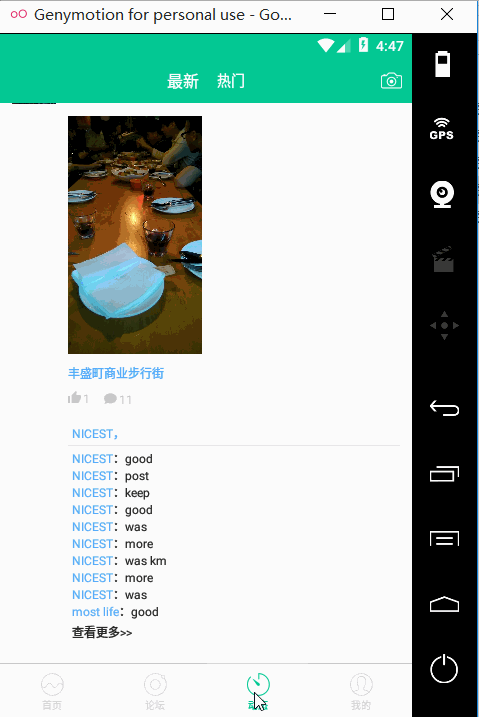 Genymotion for personal use - Go...
4:47
最新 热门
GPS
丰盛町商业步行街
1 11
NICEST，
NICEST：good
NICEST：post
NICEST：keep
NICEST：good
NICEST：was
NICEST：more
NICEST：was km
NICEST：more
NICEST：was
most life：good
查看更多>>
首页 论坛 动态 我的